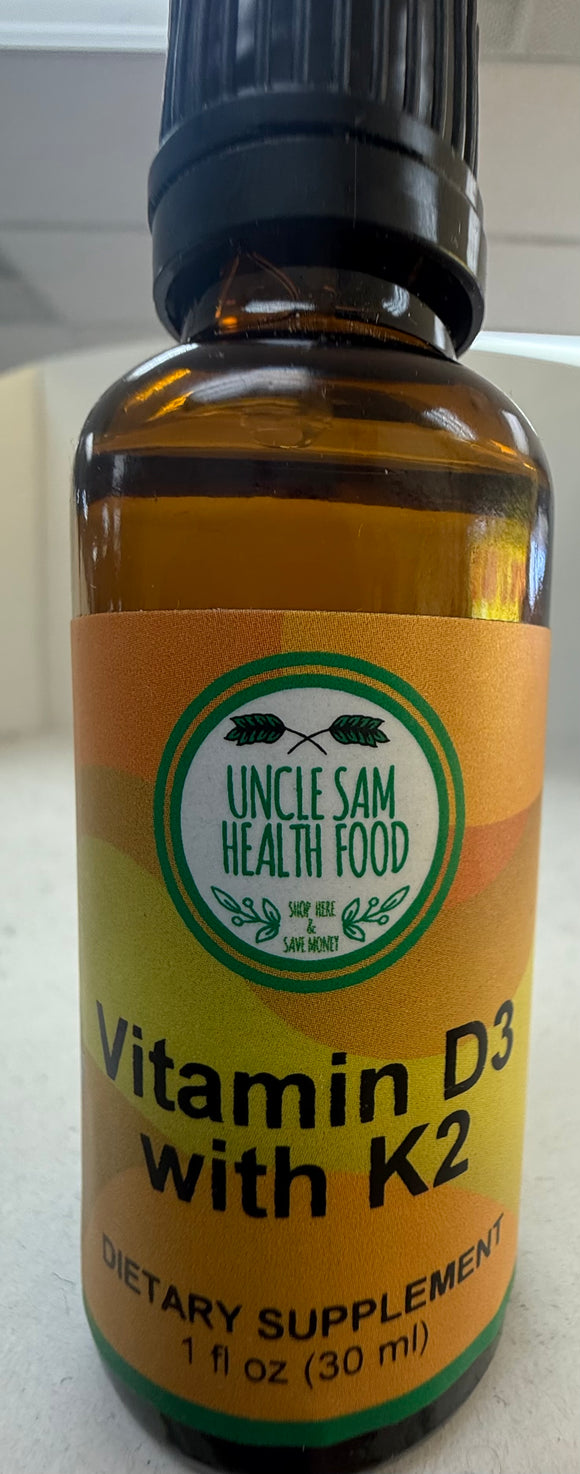 UNCLE SAM
HEALTH FOOD
SHOP HERE
&
SAVE MONEY
Vitamin D3
with K2
DIETARY SUPPLEMENT
1 fl oz (30 ml)